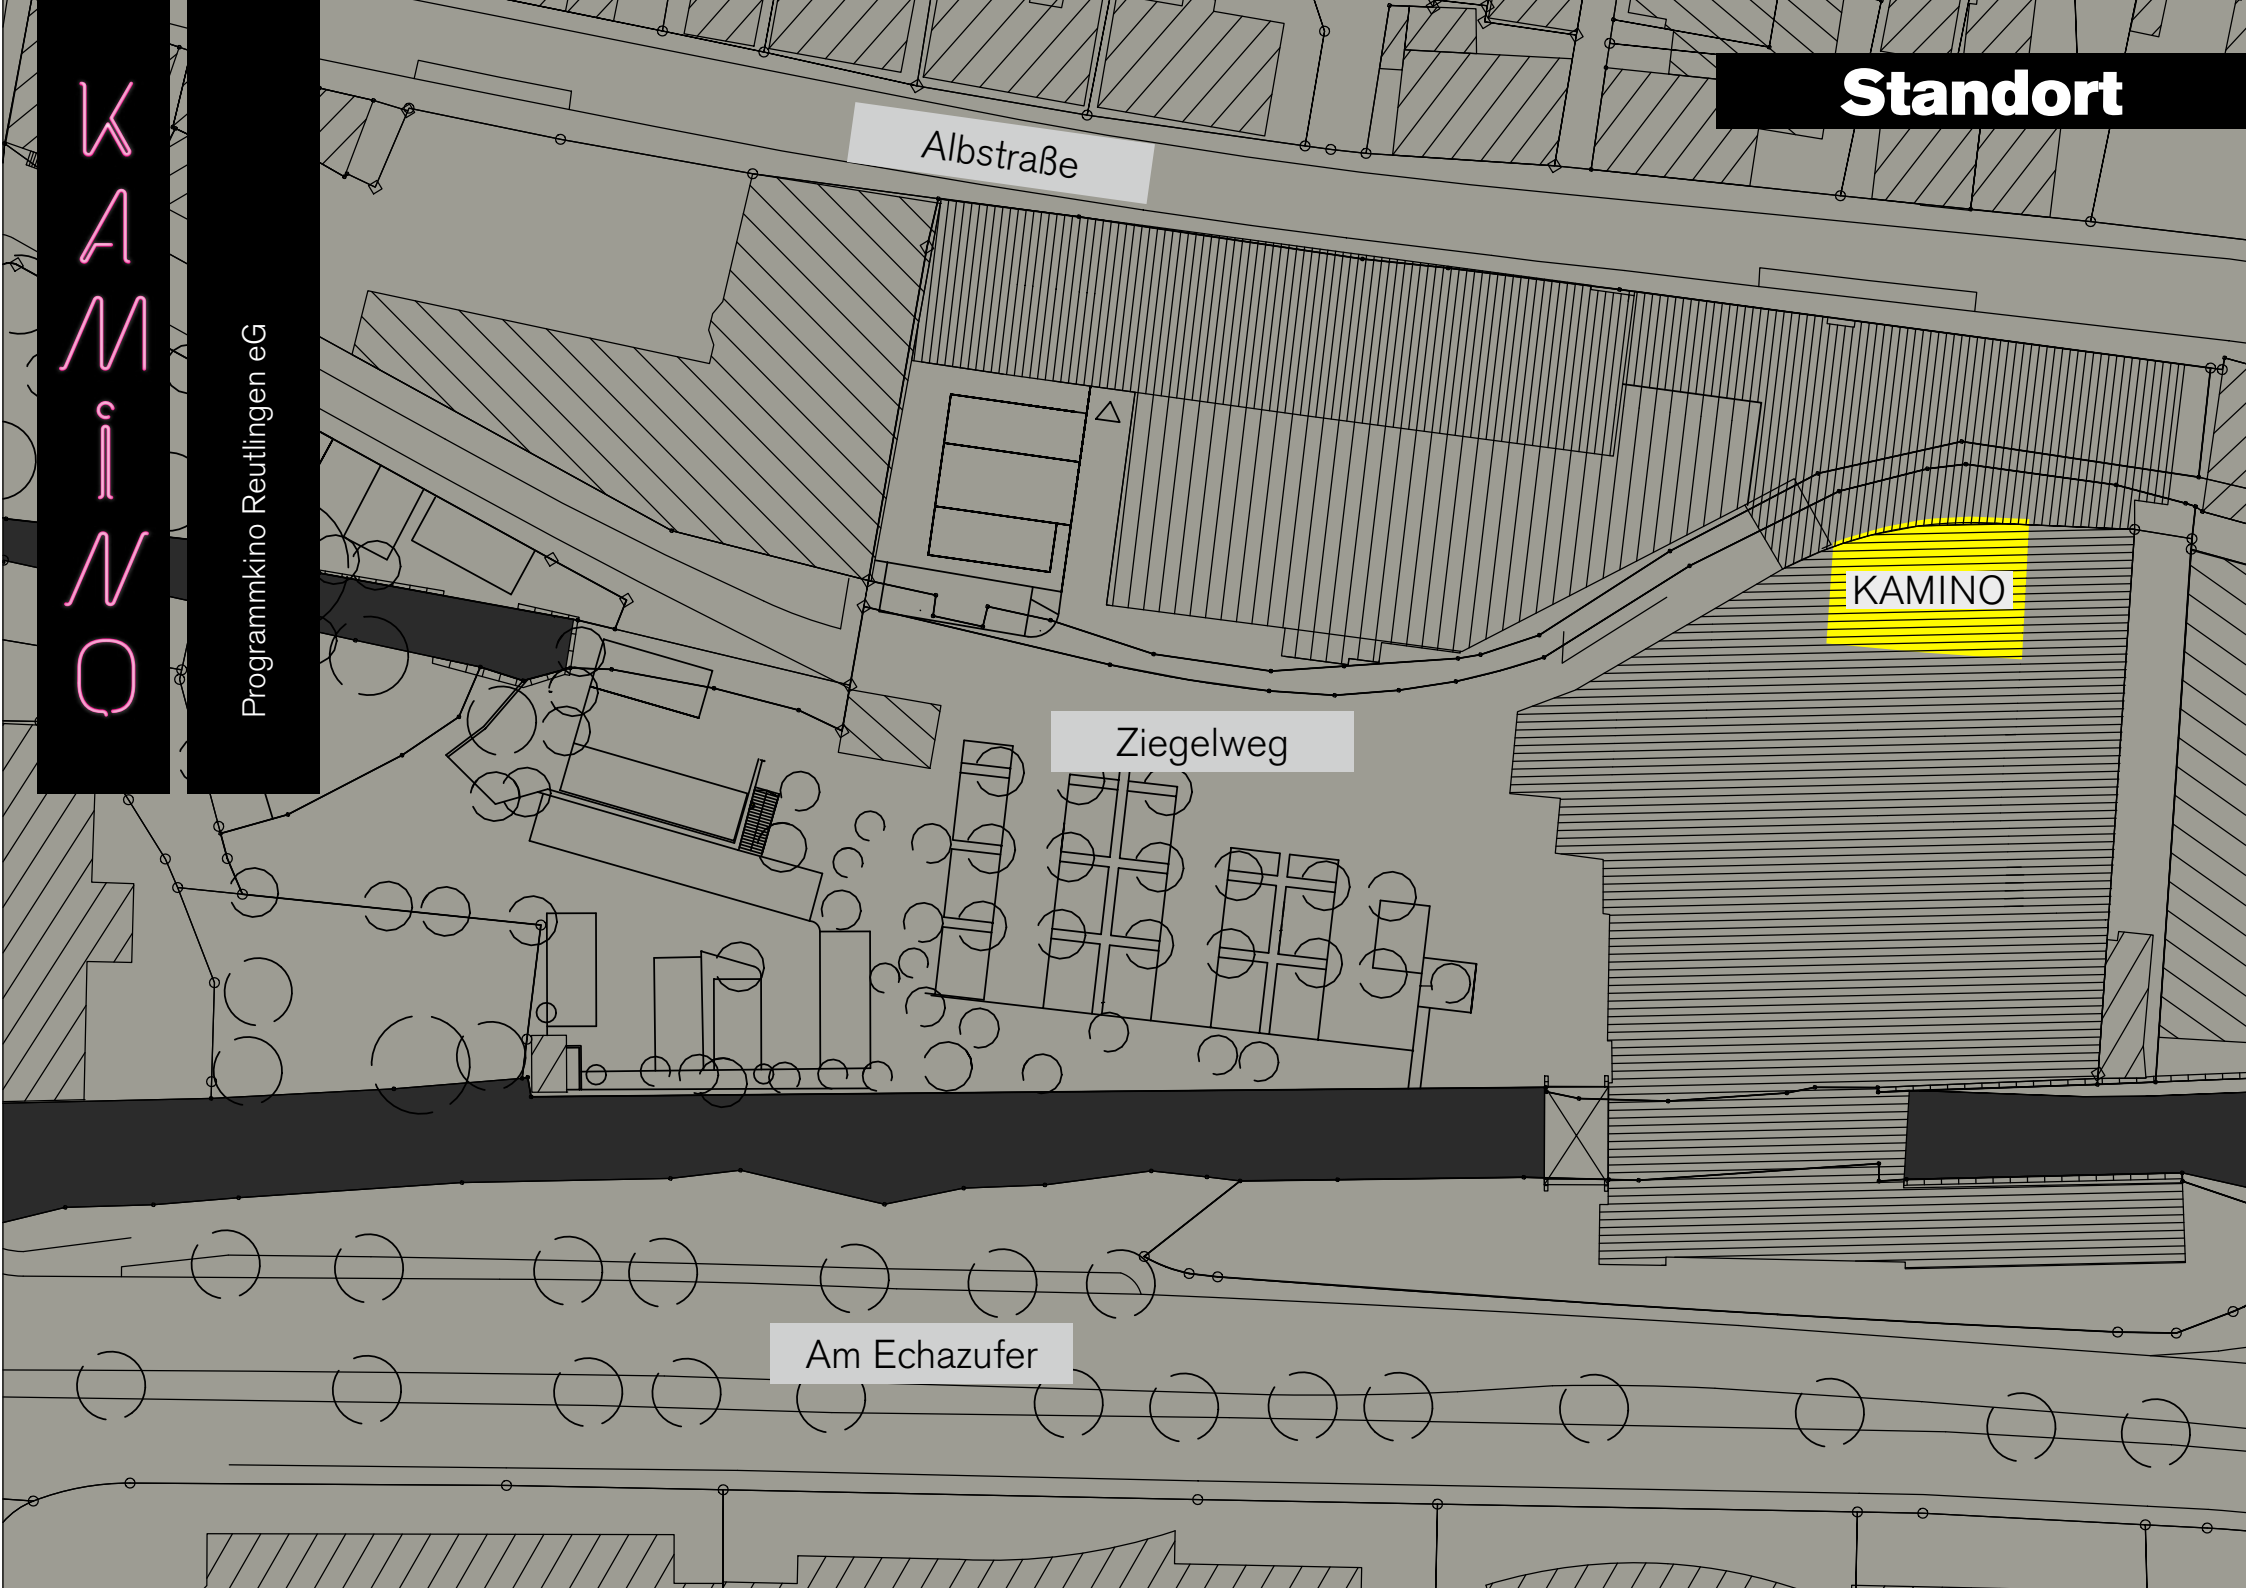 KAMiNO
Programmkino Reutlingen eG
Standort
Albstraße
KAMINO
Ziegelweg
Am Echazufer